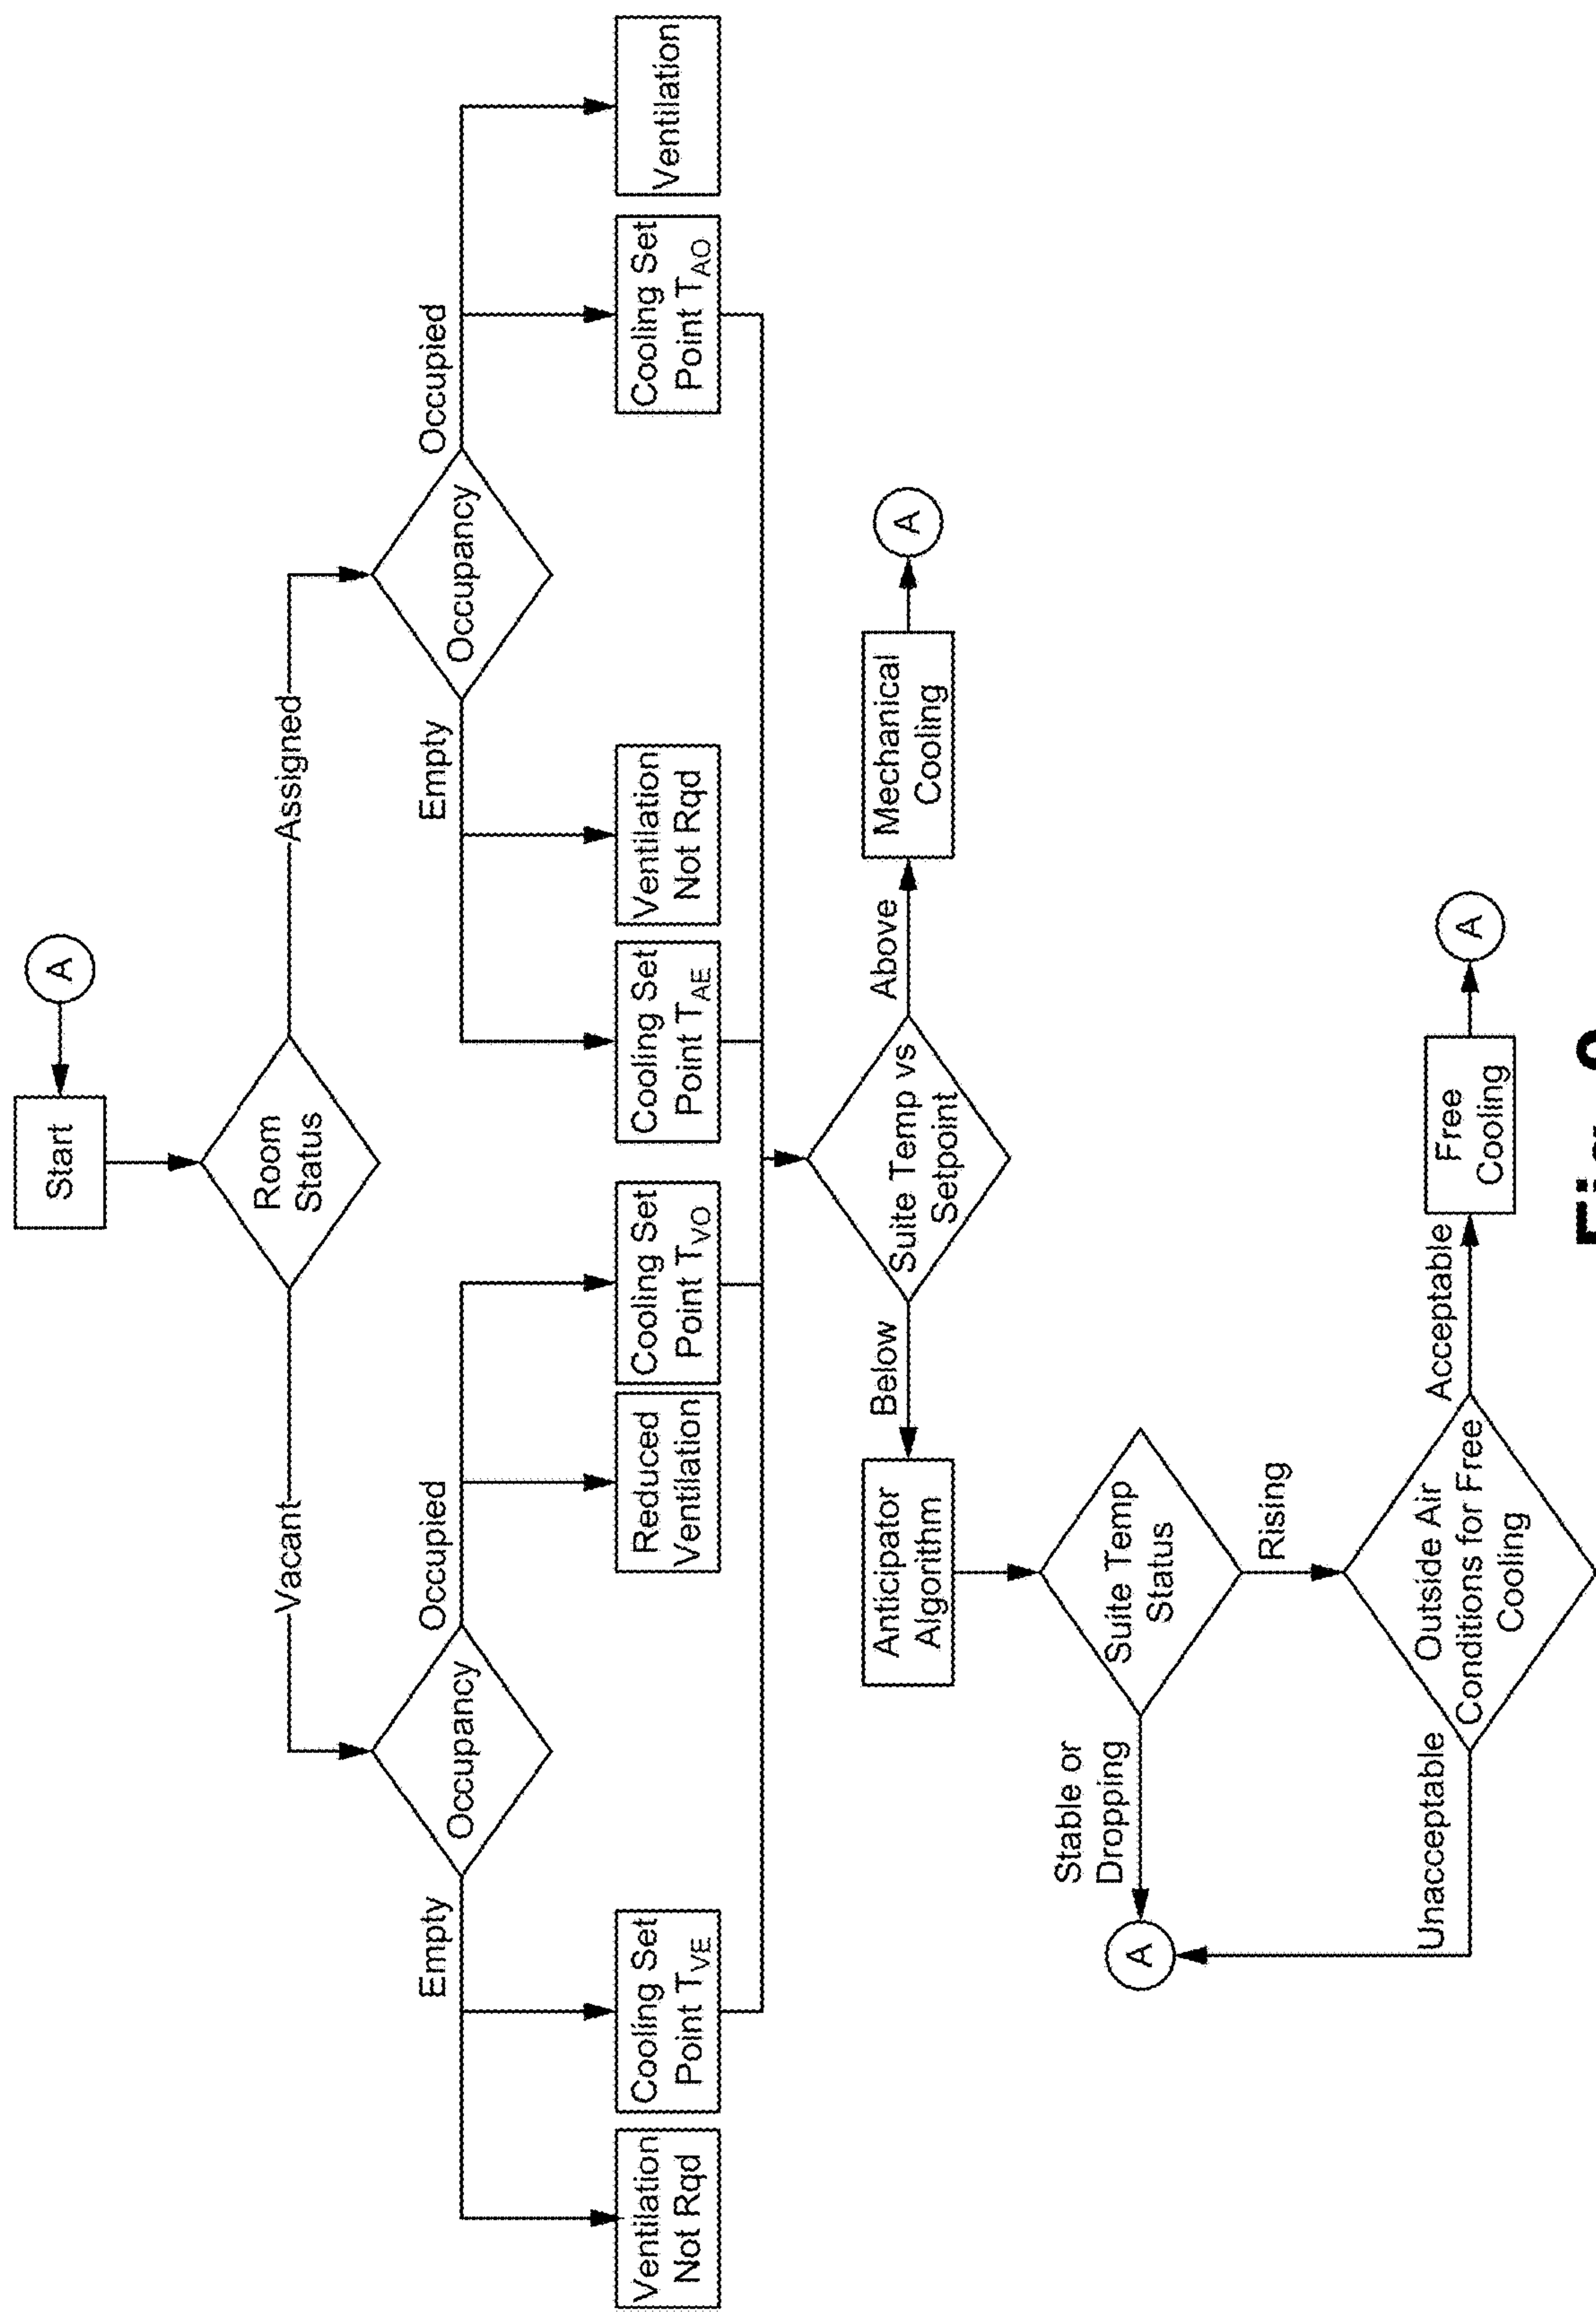 A
Start
Room
Status
Vacant
Assigned
Occupancy
Empty
Occupied
Occupancy
Empty
Occupied
Ventilation
Not Rqd
Cooling Set
Point TVE
Reduced
Ventilation
Cooling Set
Point TVO
Cooling Set
Point TAE
Ventilation
Not Rqd
Cooling Set
Point TAO
Ventilation
Suite Temp vs
Setpoint
Below
Above
Anticipator
Algorithm
Mechanical
Cooling
A
Suite Temp
Status
Stable or
Dropping
A
Rising
Outside Air
Conditions for Free
Cooling
Unacceptable
Acceptable
Free
Cooling
A